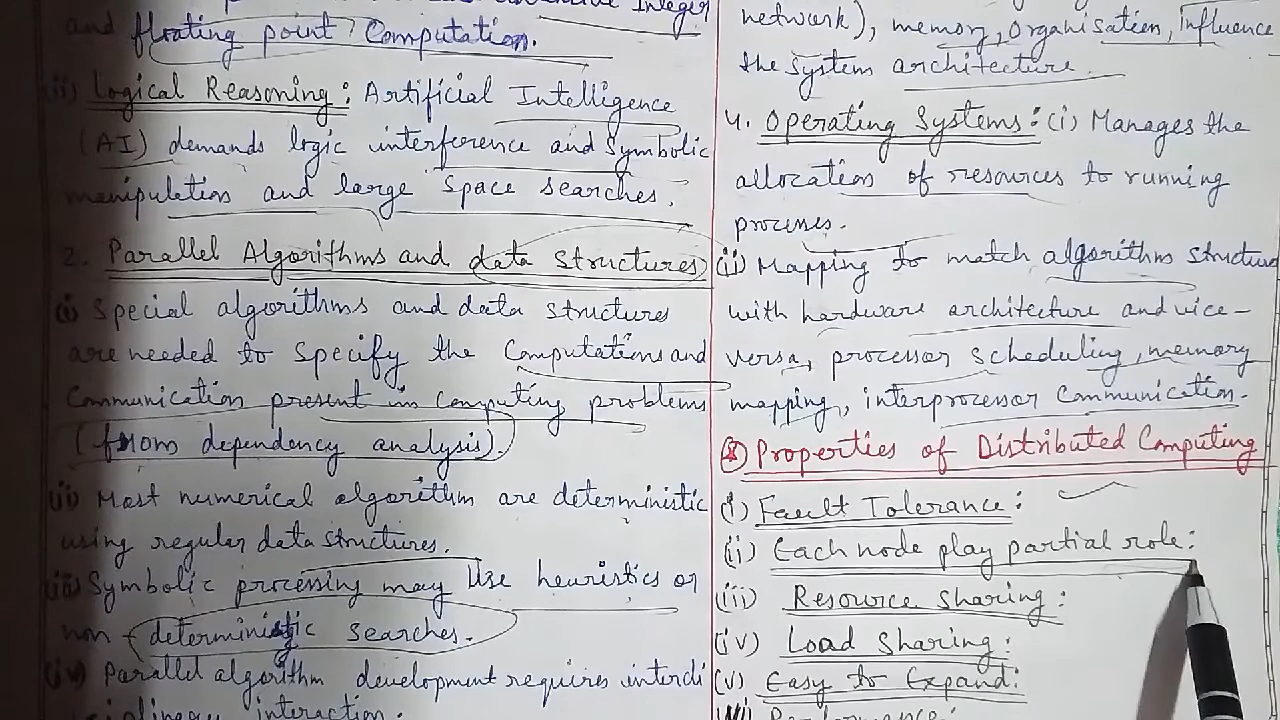 Integer
and floating point Computation.
ii) Logical Reasoning: Artificial Intelligence
(AI) demands logic interference and Symbolic
manipulation and large Space Searches.
2. Parallel Algorithms and data Structures
(i) Special algorithms and data structures
are needed to Specify the Computations and
Communication present in Computing problems
(from dependency analysis).
(ii) Most numerical algorithm are deterministic
using regular data structures.
(iii) Symbolic processing may Use heuristics or
non-deterministic Searches.
(iv) Parallel algorithm development requires interdi
interaction.
network), memory, Organisation, influence
the System architecture.
4. Operating Systems: (i) Manages the
allocation of resources to running
processes.
(ii) Mapping to match algorithm Structure
with hardware architecture and vice-
versa, processor Scheduling, memory
mapping, interprocessor Communication.
Properties of Distributed Computing
(i) Fault Tolerance:
(ii) Each node play partial role:
(iii) Resource Sharing:
(iv) Load Sharing:
(v) Easy to Expand:
(vi) Performance: